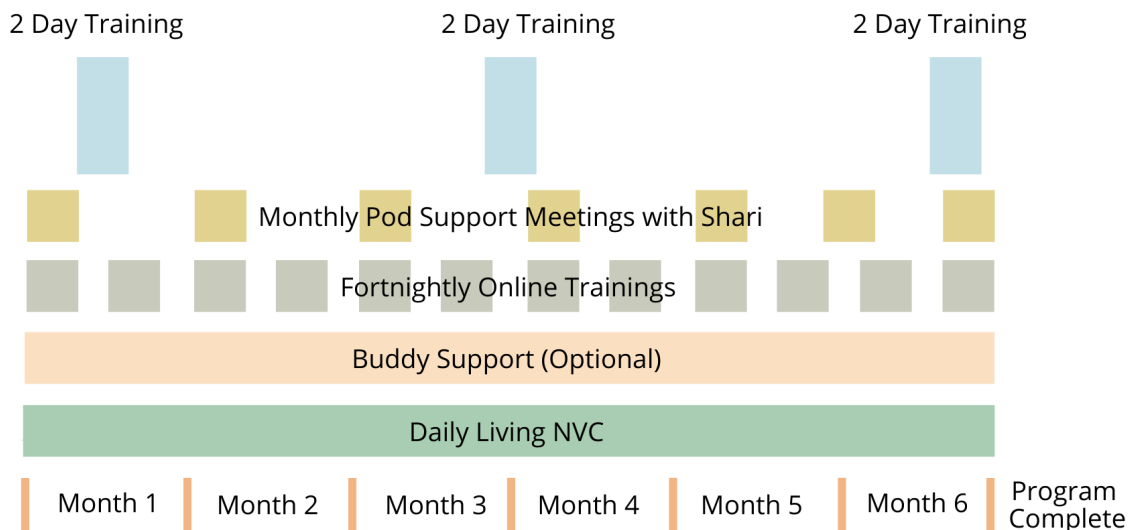 2 Day Training
2 Day Training
2 Day Training
Monthly Pod Support Meetings with Shari
Fortnightly Online Trainings
Buddy Support (Optional)
Daily Living NVC
Month 1
Month 2
Month 3
Month 4
Month 5
Month 6
Program
Complete